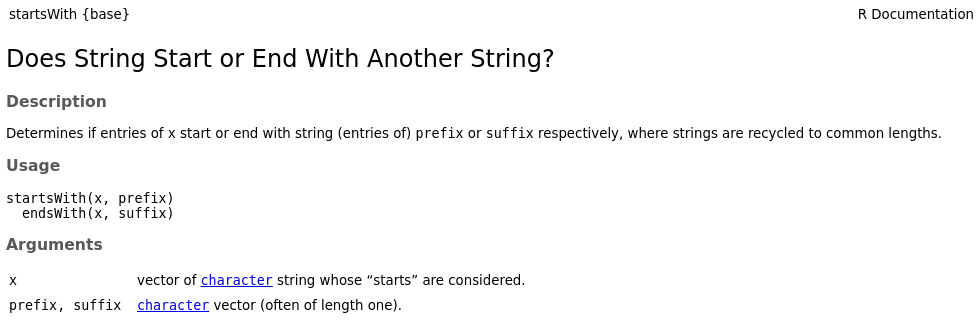 startsWith {base} R Documentation
Does String Start or End With Another String?
Description
Determines if entries of x start or end with string (entries of) prefix or suffix respectively, where strings are recycled to common lengths.
Usage
startsWith(x, prefix)
  endsWith(x, suffix)
Arguments
x vector of character string whose “starts” are considered.
prefix, suffix character vector (often of length one).